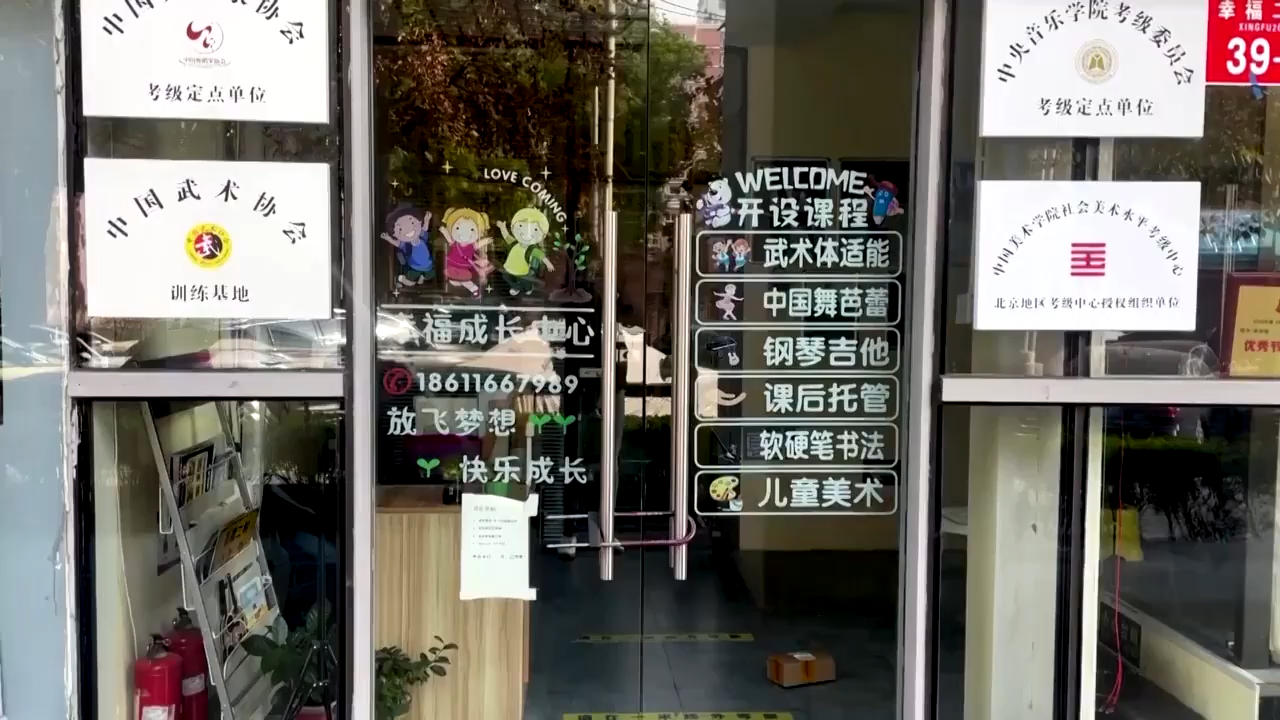 考级定点单位
中国武术协会
训练基地
LOVE COMING
福成长中心
18611667989
放飞梦想
快乐成长
WELCOME
开设课程
武术体适能
中国舞芭蕾
钢琴吉他
课后托管
软硬笔书法
儿童美术
中央音乐学院考级委员会
考级定点单位
中国美术学院社会美术水平考级中心
北京地区考级中心授权组织单位
幸福二
XINGFU
39-
优秀